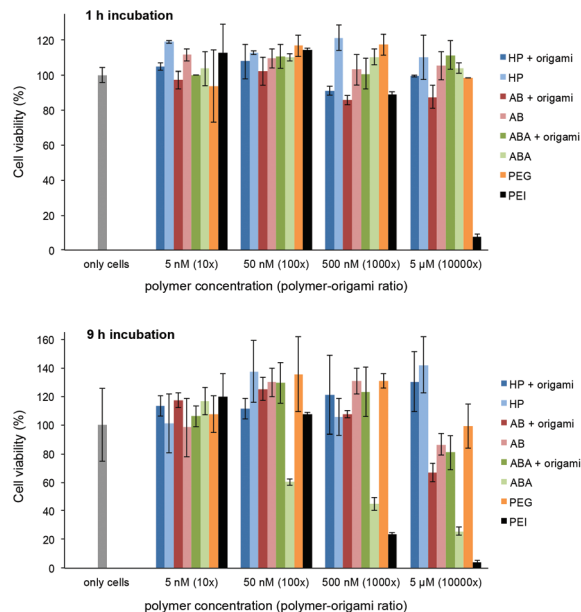 1 h incubation
120
100
80
60
40
20
0
Cell viability (%)
only cells
5 nM (10x)
50 nM (100x)
500 nM (1000x)
5 µM (10000x)
polymer concentration (polymer-origami ratio)
HP + origami
HP
AB + origami
AB
ABA + origami
ABA
PEG
PEI
9 h incubation
160
140
120
100
80
60
40
20
0
Cell viability (%)
only cells
5 nM (10x)
50 nM (100x)
500 nM (1000x)
5 µM (10000x)
polymer concentration (polymer-origami ratio)
HP + origami
HP
AB + origami
AB
ABA + origami
ABA
PEG
PEI